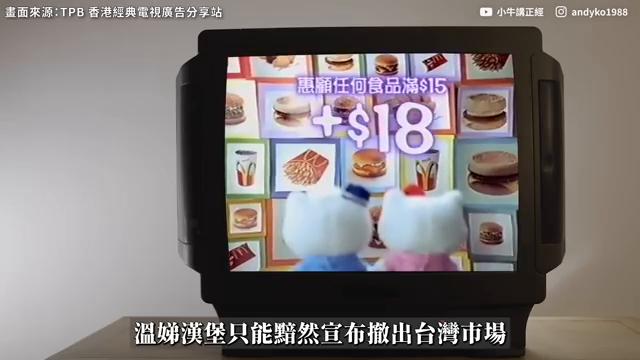 畫面來源：TPB 香港經典電視廣告分享站
小牛講正經
andyko1988
惠顧任何食品滿$15
+$18
溫娣漢堡只能黯然宣布撤出台灣市場